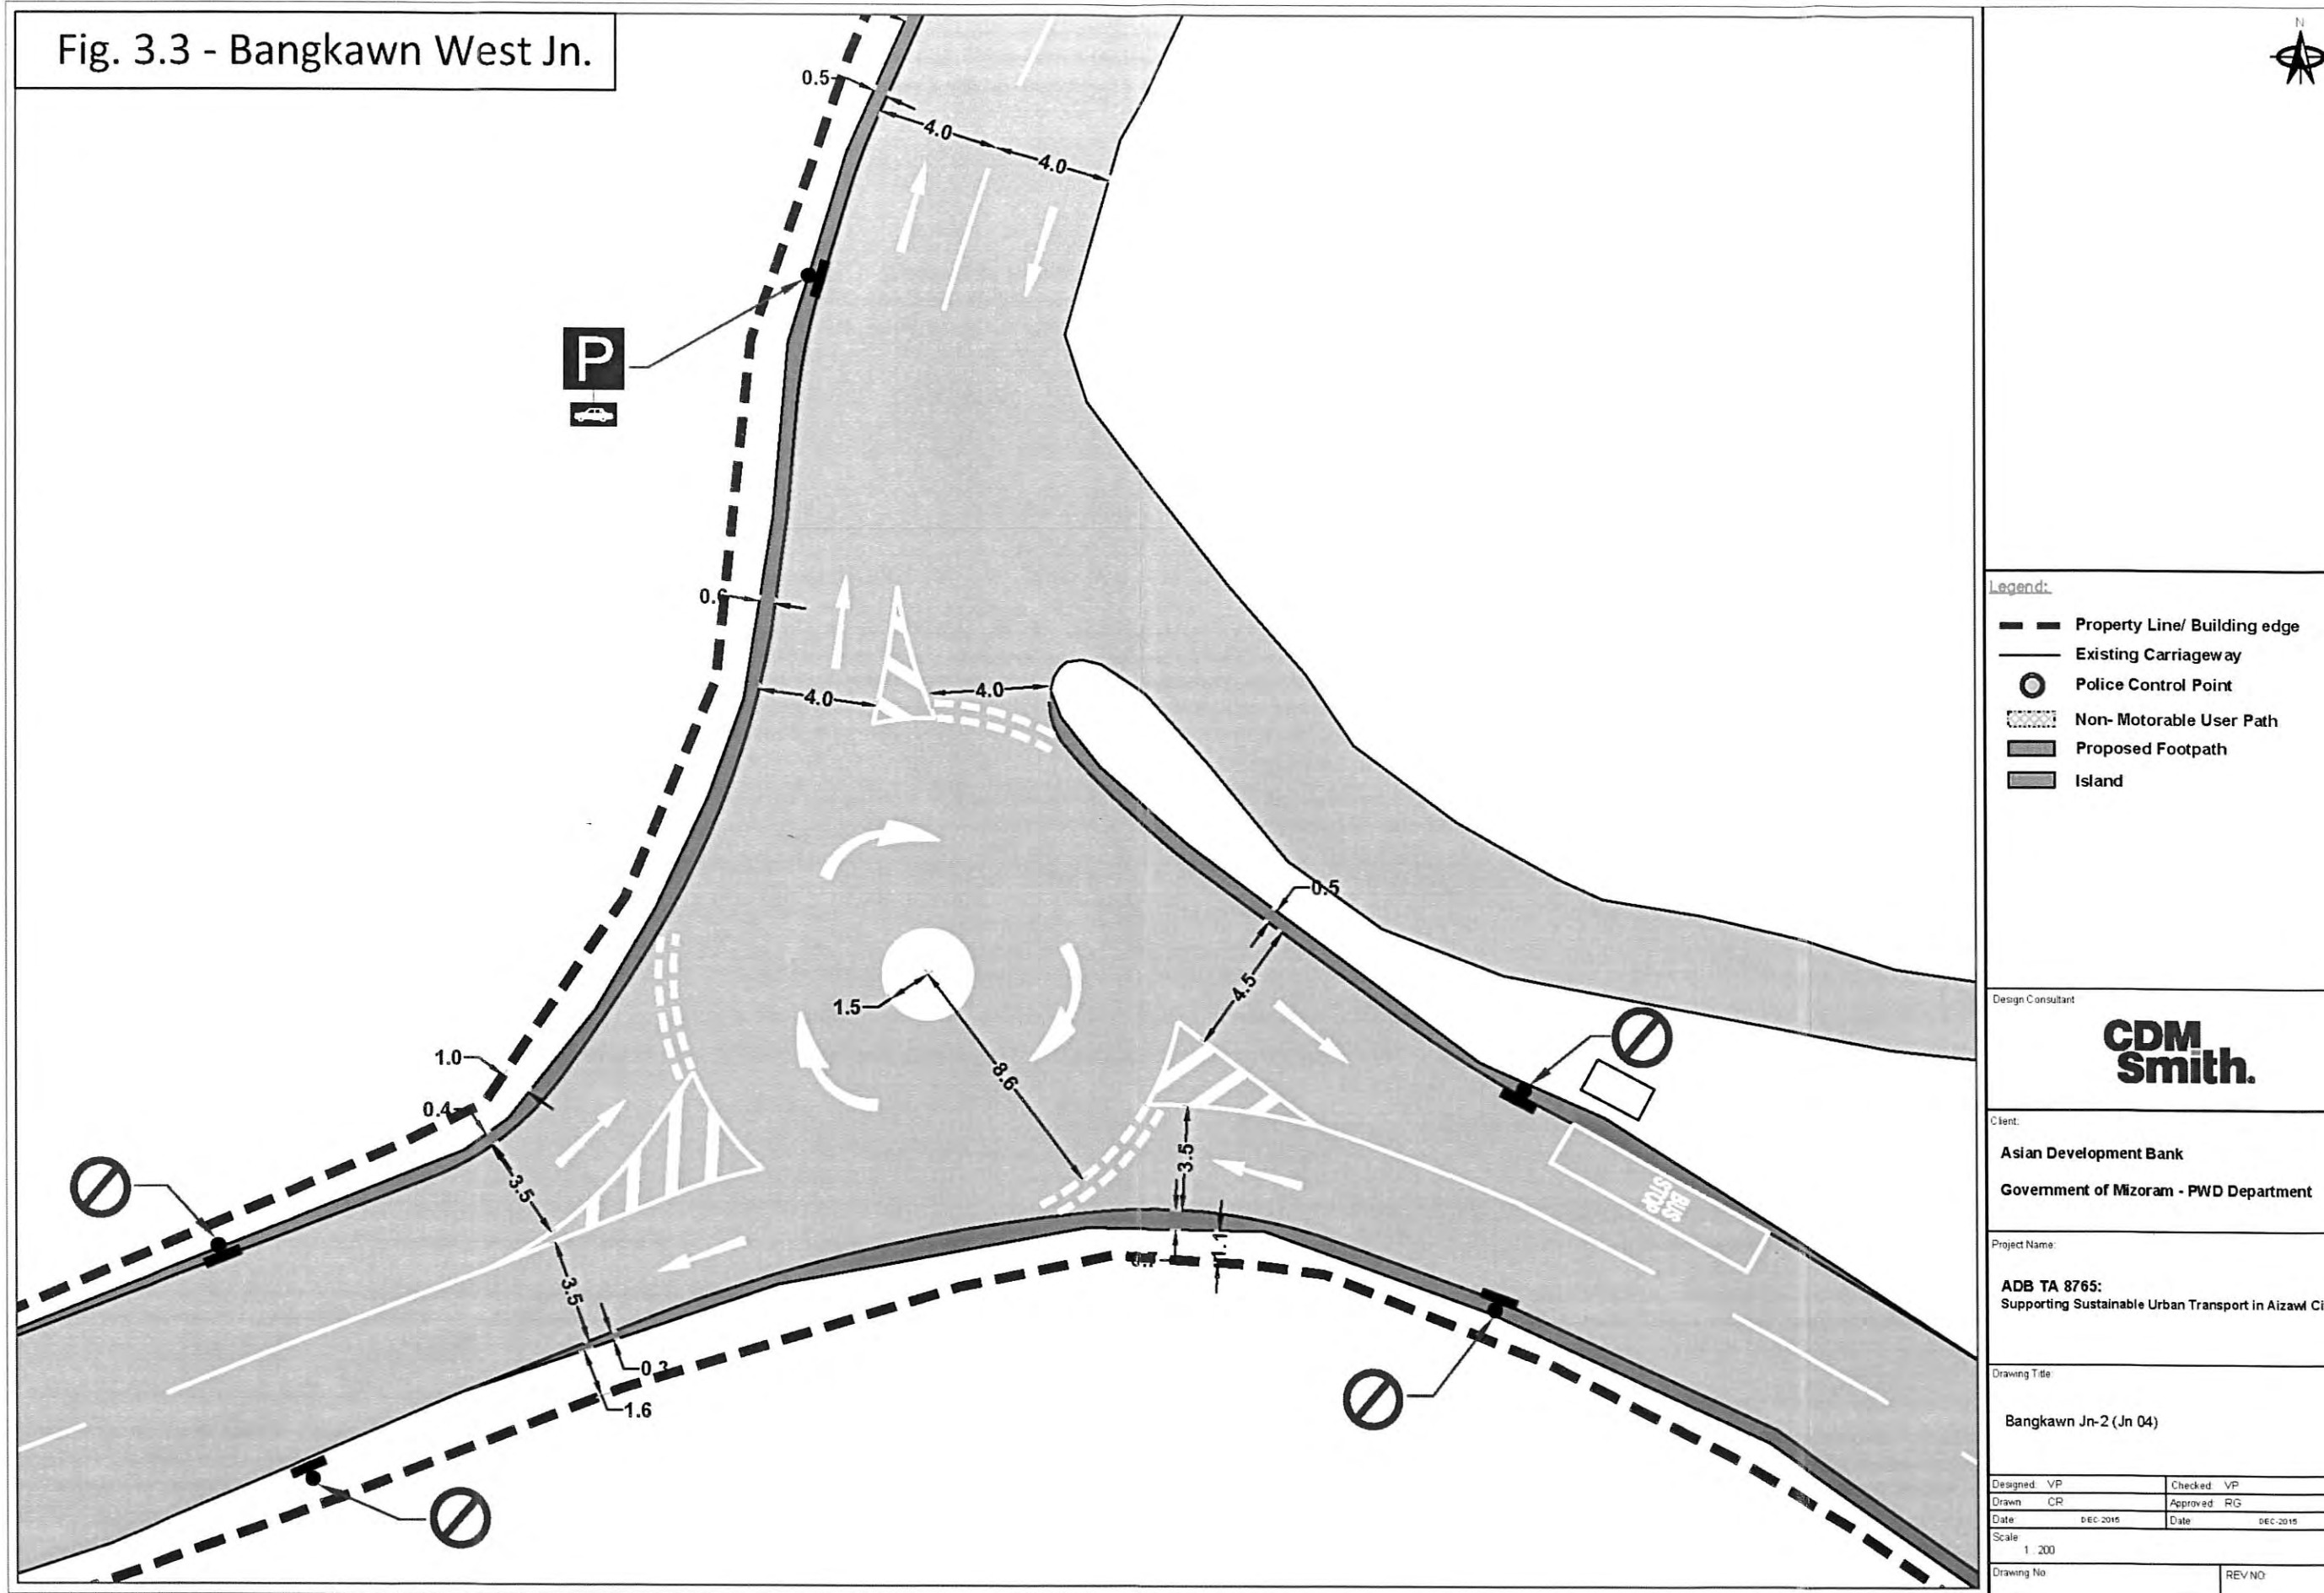 Fig. 3.3 - Bangkawn West Jn.
N
0.5
4.0
4.0
P
4.0
4.0
0.5
4.5
1.5
8.6
1.0
0.4
3.5
3.5
3.5
1.1
0.3
1.6
BUS
STOP
Legend:
Property Line/ Building edge
Existing Carriageway
Police Control Point
Non- Motorable User Path
Proposed Footpath
Island
Design Consultant
CDM
Smith.
Client:
Asian Development Bank
Government of Mizoram - PWD Department
Project Name:
ADB TA 8765:
Supporting Sustainable Urban Transport in Aizawl Ci
Drawing Title
Bangkawn Jn-2 (Jn 04)
Designed: VP Checked: VP
Drawn CR Approved: RG
Date: DEC-2015 Date DEC-2015
Scale
1 : 200
Drawing No REV NO